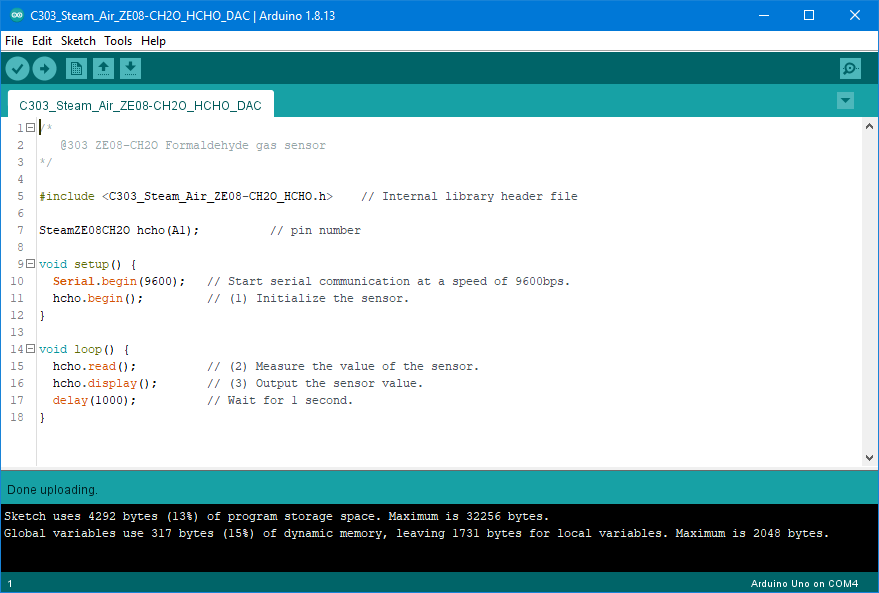 C303_Steam_Air_ZE08-CH2O_HCHO_DAC | Arduino 1.8.13
File Edit Sketch Tools Help
C303_Steam_Air_ZE08-CH2O_HCHO_DAC
1 /*
2 @303 ZE08-CH2O Formaldehyde gas sensor
3 */
4
5 #include <C303_Steam_Air_ZE08-CH2O_HCHO.h> // Internal library header file
6
7 SteamZE08CH2O hcho(A1); // pin number
8
9 void setup() {
10 Serial.begin(9600); // Start serial communication at a speed of 9600bps.
11 hcho.begin(); // (1) Initialize the sensor.
12 }
13
14 void loop() {
15 hcho.read(); // (2) Measure the value of the sensor.
16 hcho.display(); // (3) Output the sensor value.
17 delay(1000); // Wait for 1 second.
18 }
Done uploading.
Sketch uses 4292 bytes (13%) of program storage space. Maximum is 32256 bytes.
Global variables use 317 bytes (15%) of dynamic memory, leaving 1731 bytes for local variables. Maximum is 2048 bytes.
1 Arduino Uno on COM4